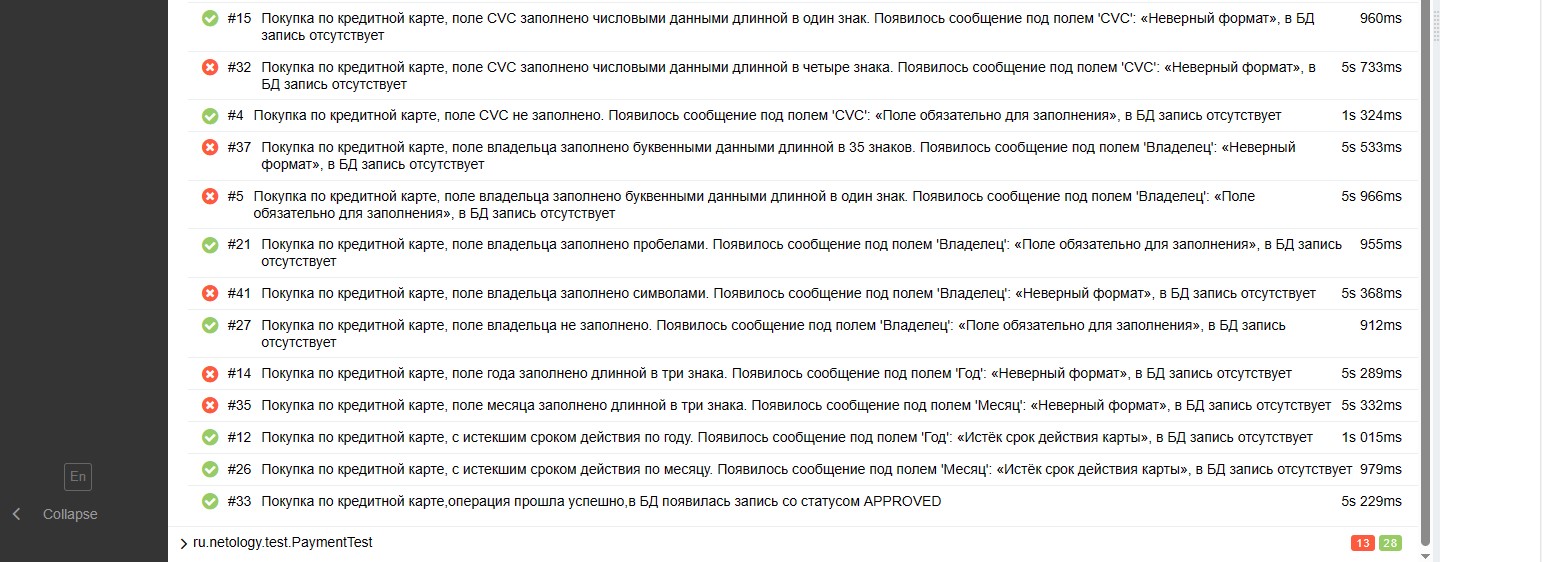 #15 Покупка по кредитной карте, поле CVC заполнено числовыми данными длинной в один знак. Появилось сообщение под полем 'CVC': «Неверный формат», в БД 960ms
запись отсутствует
#32 Покупка по кредитной карте, поле CVC заполнено числовыми данными длинной в четыре знака. Появилось сообщение под полем 'CVC': «Неверный формат», в 5s 733ms
БД запись отсутствует
#4 Покупка по кредитной карте, поле CVC не заполнено. Появилось сообщение под полем 'CVC': «Поле обязательно для заполнения», в БД запись отсутствует 1s 324ms
#37 Покупка по кредитной карте, поле владельца заполнено буквенными данными длинной в 35 знаков. Появилось сообщение под полем 'Владелец': «Неверный 5s 533ms
формат», в БД запись отсутствует
#5 Покупка по кредитной карте, поле владельца заполнено буквенными данными длинной в один знак. Появилось сообщение под полем 'Владелец': «Поле 5s 966ms
обязательно для заполнения», в БД запись отсутствует
#21 Покупка по кредитной карте, поле владельца заполнено пробелами. Появилось сообщение под полем 'Владелец': «Поле обязательно для заполнения», в БД запись 955ms
отсутствует
#41 Покупка по кредитной карте, поле владельца заполнено символами. Появилось сообщение под полем 'Владелец': «Неверный формат», в БД запись отсутствует 5s 368ms
#27 Покупка по кредитной карте, поле владельца не заполнено. Появилось сообщение под полем 'Владелец': «Поле обязательно для заполнения», в БД запись 912ms
отсутствует
#14 Покупка по кредитной карте, поле года заполнено длинной в три знака. Появилось сообщение под полем 'Год': «Неверный формат», в БД запись отсутствует 5s 289ms
#35 Покупка по кредитной карте, поле месяца заполнено длинной в три знака. Появилось сообщение под полем 'Месяц': «Неверный формат», в БД запись отсутствует 5s 332ms
#12 Покупка по кредитной карте, с истекшим сроком действия по году. Появилось сообщение под полем 'Год': «Истёк срок действия карты», в БД запись отсутствует 1s 015ms
#26 Покупка по кредитной карте, с истекшим сроком действия по месяцу. Появилось сообщение под полем 'Месяц': «Истёк срок действия карты», в БД запись отсутствует 979ms
En
#33 Покупка по кредитной карте,операция прошла успешно,в БД появилась запись со статусом APPROVED 5s 229ms
Collapse
ru.netology.test.PaymentTest 13 28